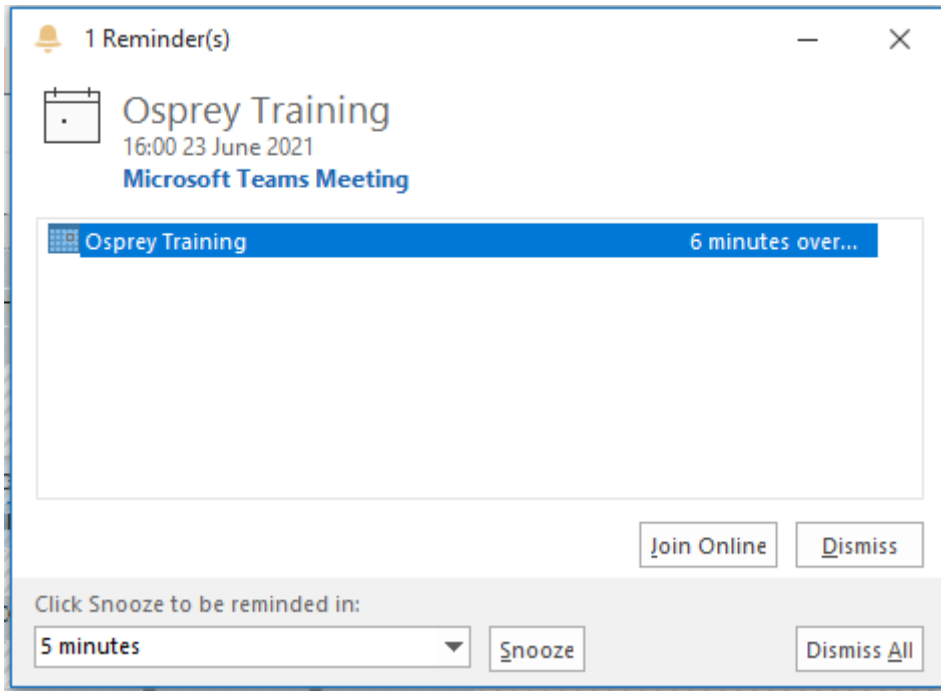 1 Reminder(s)
Osprey Training
16:00 23 June 2021
Microsoft Teams Meeting
Osprey Training 6 minutes over...
Join Online Dismiss
Click Snooze to be reminded in:
5 minutes Snooze Dismiss All